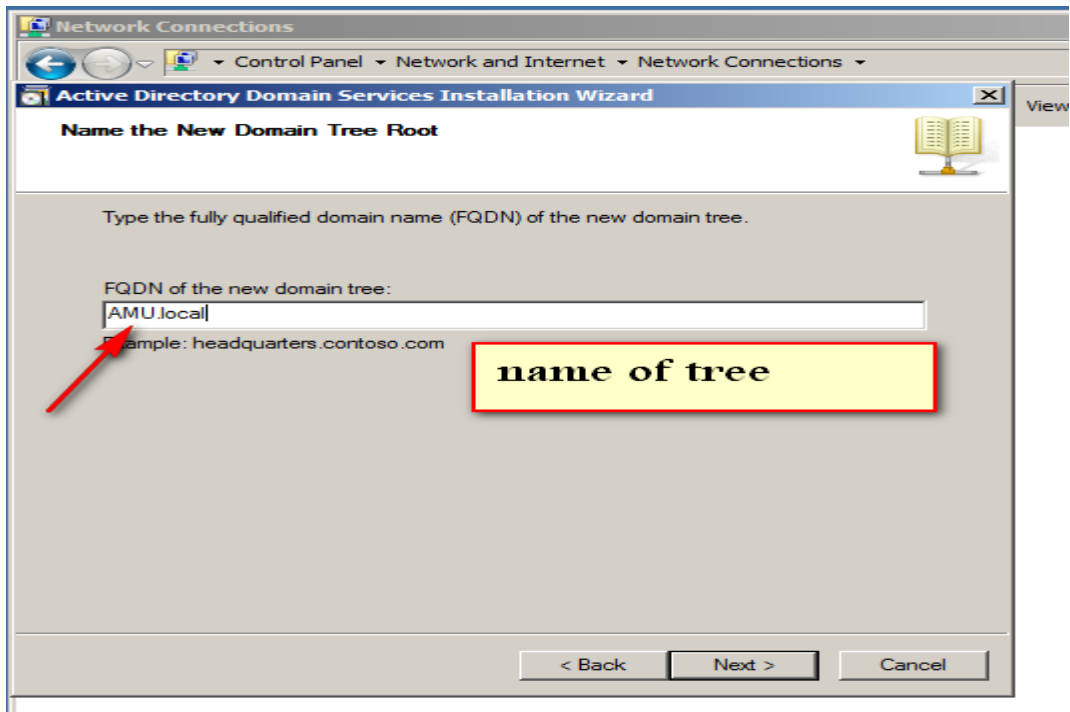 Network Connections
Control Panel Network and Internet Network Connections
Active Directory Domain Services Installation Wizard
View
Name the New Domain Tree Root
Type the fully qualified domain name (FQDN) of the new domain tree.
FQDN of the new domain tree:
AMU.local
Example: headquarters.contoso.com
name of tree
< Back Next > Cancel